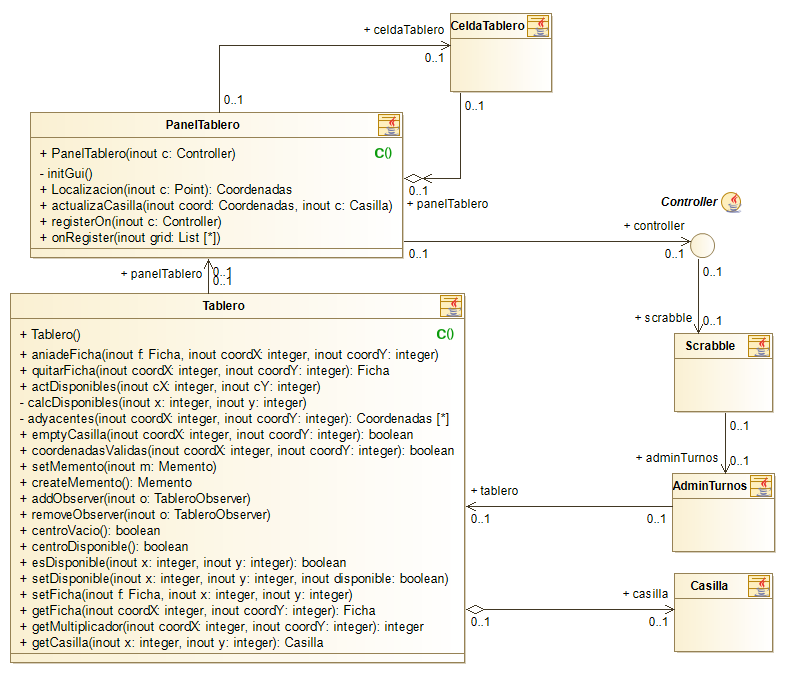 + celdaTablero
CeldaTablero
0..1
0..1
0..1
PanelTablero
+ PanelTablero(inout c: Controller)
C()
- initGui()
+ Localizacion(inout c: Point): Coordenadas
+ actualizaCasilla(inout coord: Coordenadas, inout c: Casilla)
+ registerOn(inout c: Controller)
+ onRegister(inout grid: List [*])
0..1
+ panelTablero
Controller
+ controller
0..1
0..1
0..1
+ panelTablero
0..1
0..1
+ scrabble
0..1
Scrabble
Tablero
+ Tablero()
C()
+ aniadeFicha(inout f: Ficha, inout coordX: integer, inout coordY: integer)
+ quitarFicha(inout coordX: integer, inout coordY: integer): Ficha
+ actDisponibles(inout cX: integer, inout cY: integer)
- calcDisponibles(inout x: integer, inout y: integer)
- adyacentes(inout coordX: integer, inout coordY: integer): Coordenadas [*]
+ emptyCasilla(inout coordX: integer, inout coordY: integer): boolean
+ coordenadasValidas(inout coordX: integer, inout coordY: integer): boolean
+ setMemento(inout m: Memento)
+ createMemento(): Memento
+ addObserver(inout o: TableroObserver)
+ removeObserver(inout o: TableroObserver)
+ centroVacio(): boolean
+ centroDisponible(): boolean
+ esDisponible(inout x: integer, inout y: integer): boolean
+ setDisponible(inout x: integer, inout y: integer, inout disponible: boolean)
+ setFicha(inout f: Ficha, inout x: integer, inout y: integer)
+ getFicha(inout coordX: integer, inout coordY: integer): Ficha
+ getMultiplicador(inout coordX: integer, inout coordY: integer): integer
+ getCasilla(inout x: integer, inout y: integer): Casilla
0..1
+ adminTurnos
0..1
AdminTurnos
+ tablero
0..1
0..1
+ casilla
Casilla
0..1
0..1